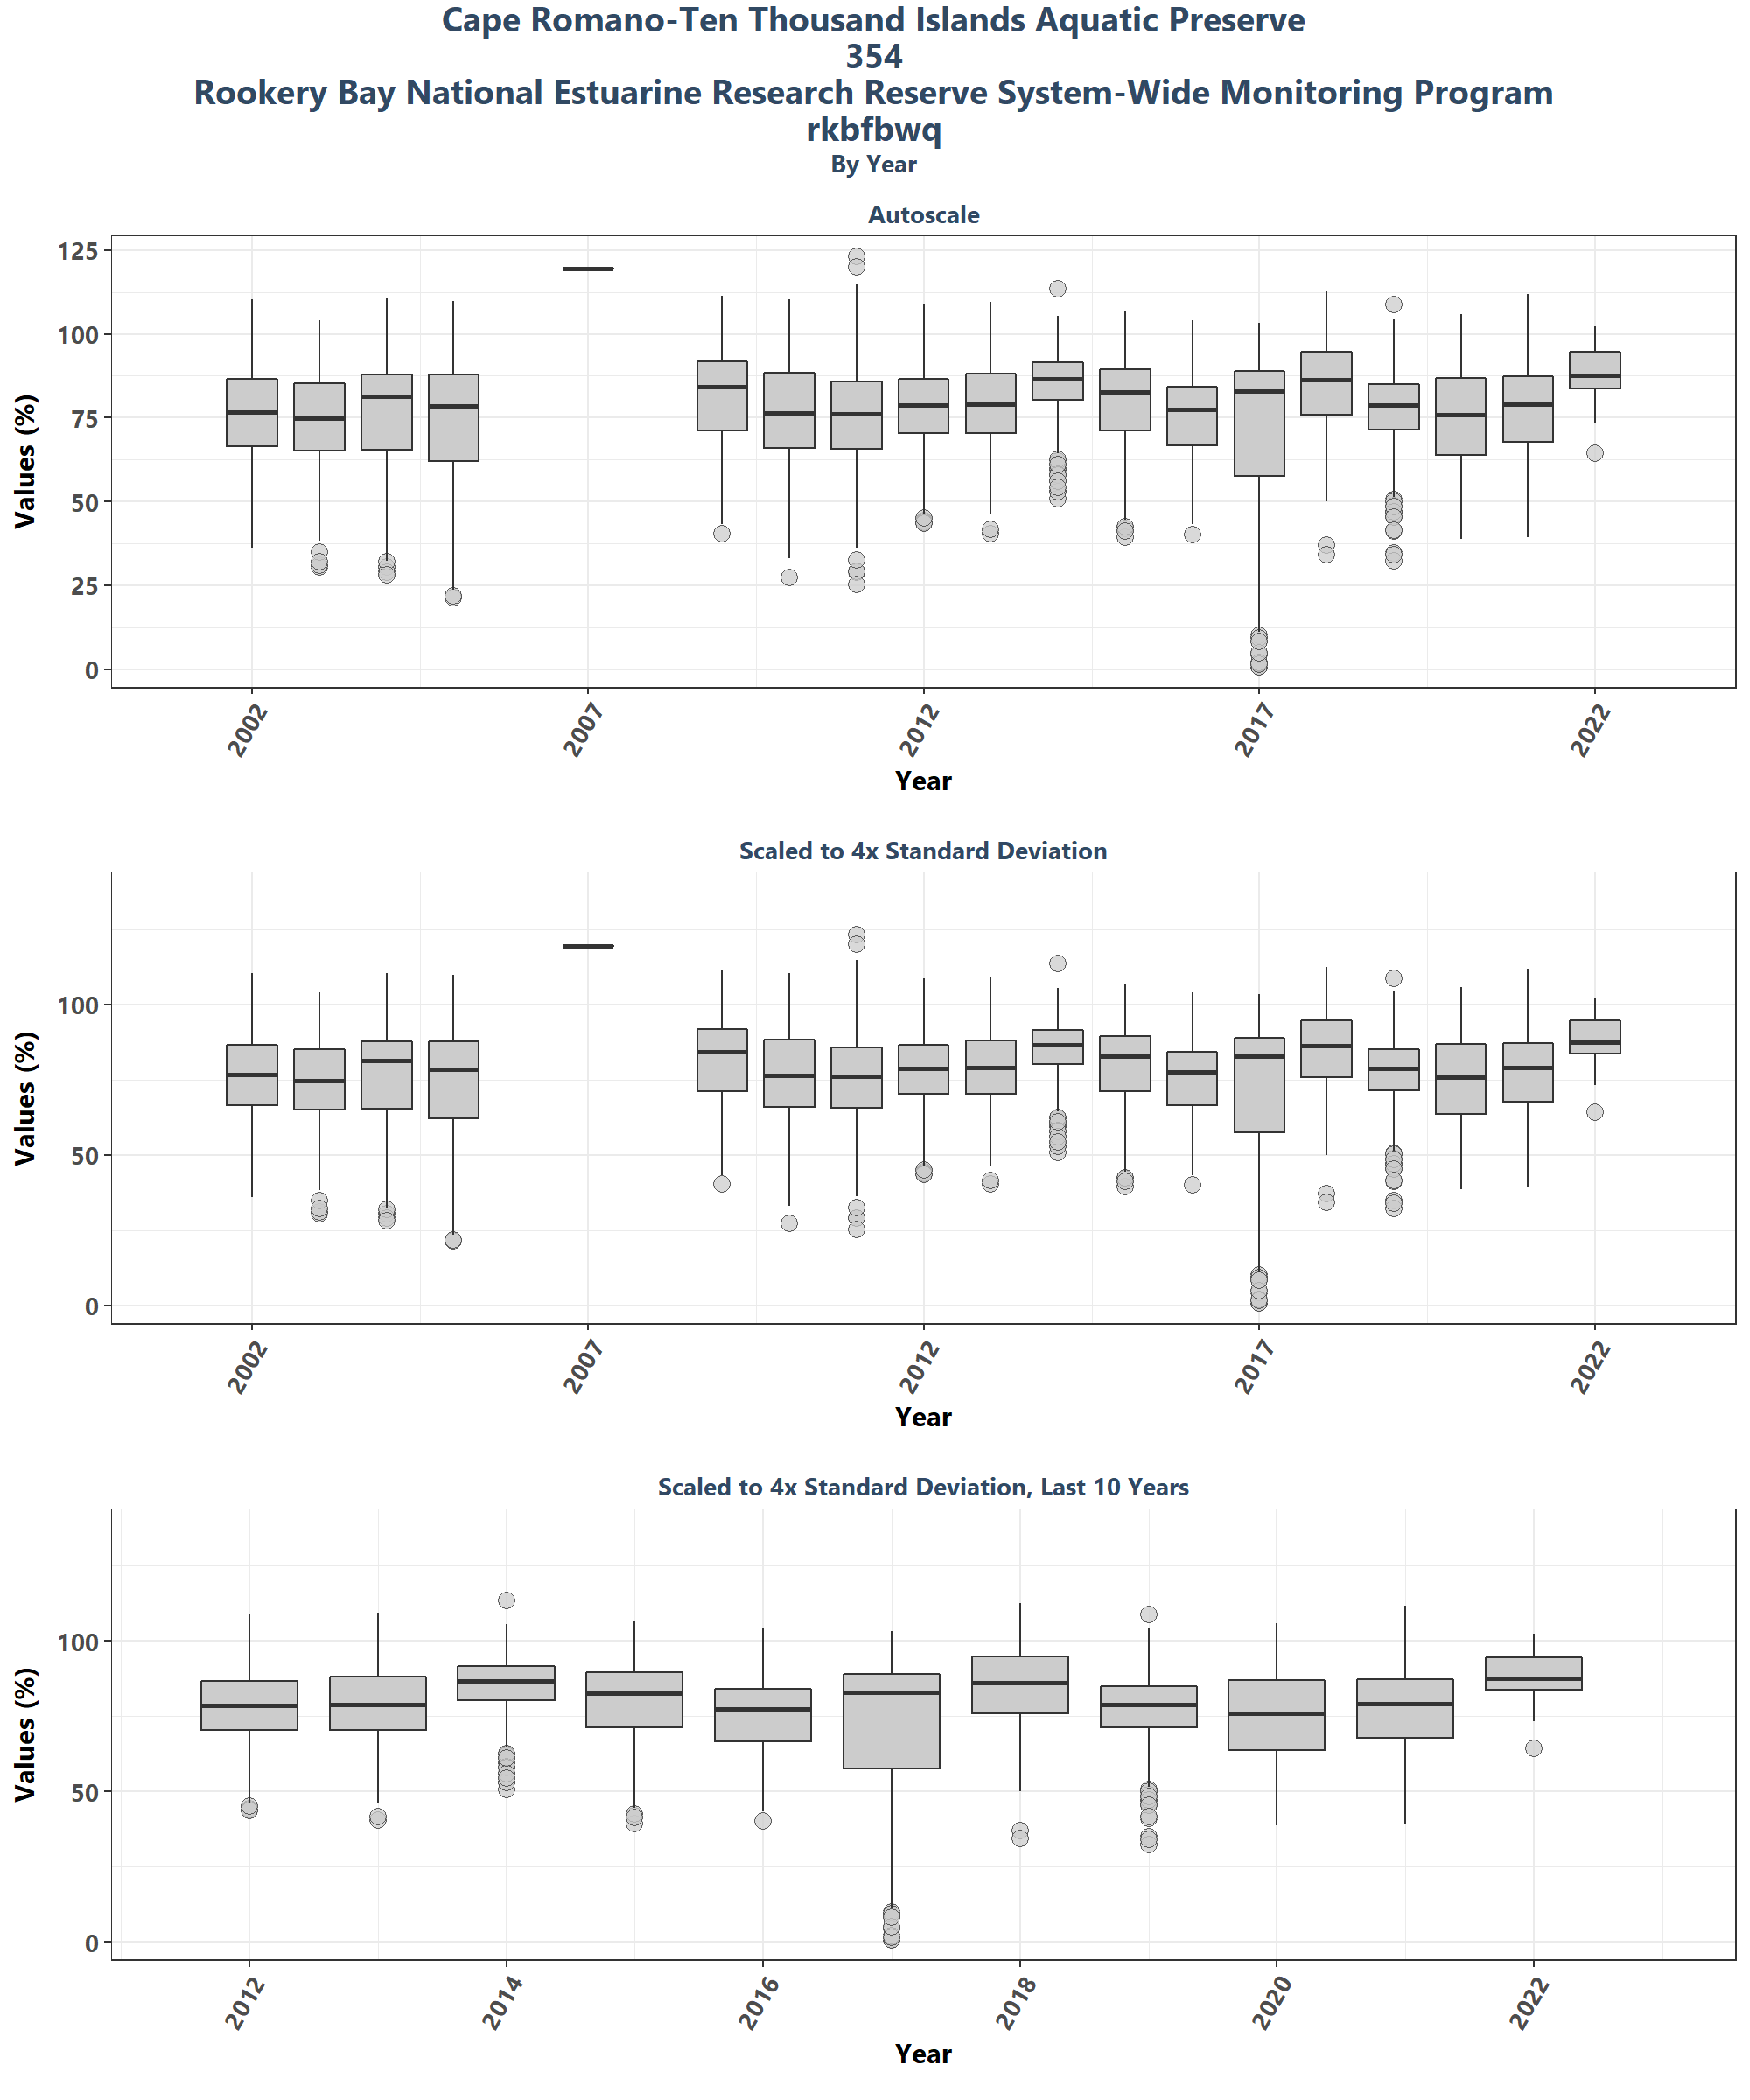 Cape Romano-Ten Thousand Islands Aquatic Preserve
354
Rookery Bay National Estuarine Research Reserve System-Wide Monitoring Program
rkbfbwq
By Year
Autoscale
Values (%)
125
100
75
50
25
0
2002
2007
2012
2017
2022
Year
Scaled to 4x Standard Deviation
Values (%)
100
50
0
2002
2007
2012
2017
2022
Year
Scaled to 4x Standard Deviation, Last 10 Years
Values (%)
100
50
0
2012
2014
2016
2018
2020
2022
Year